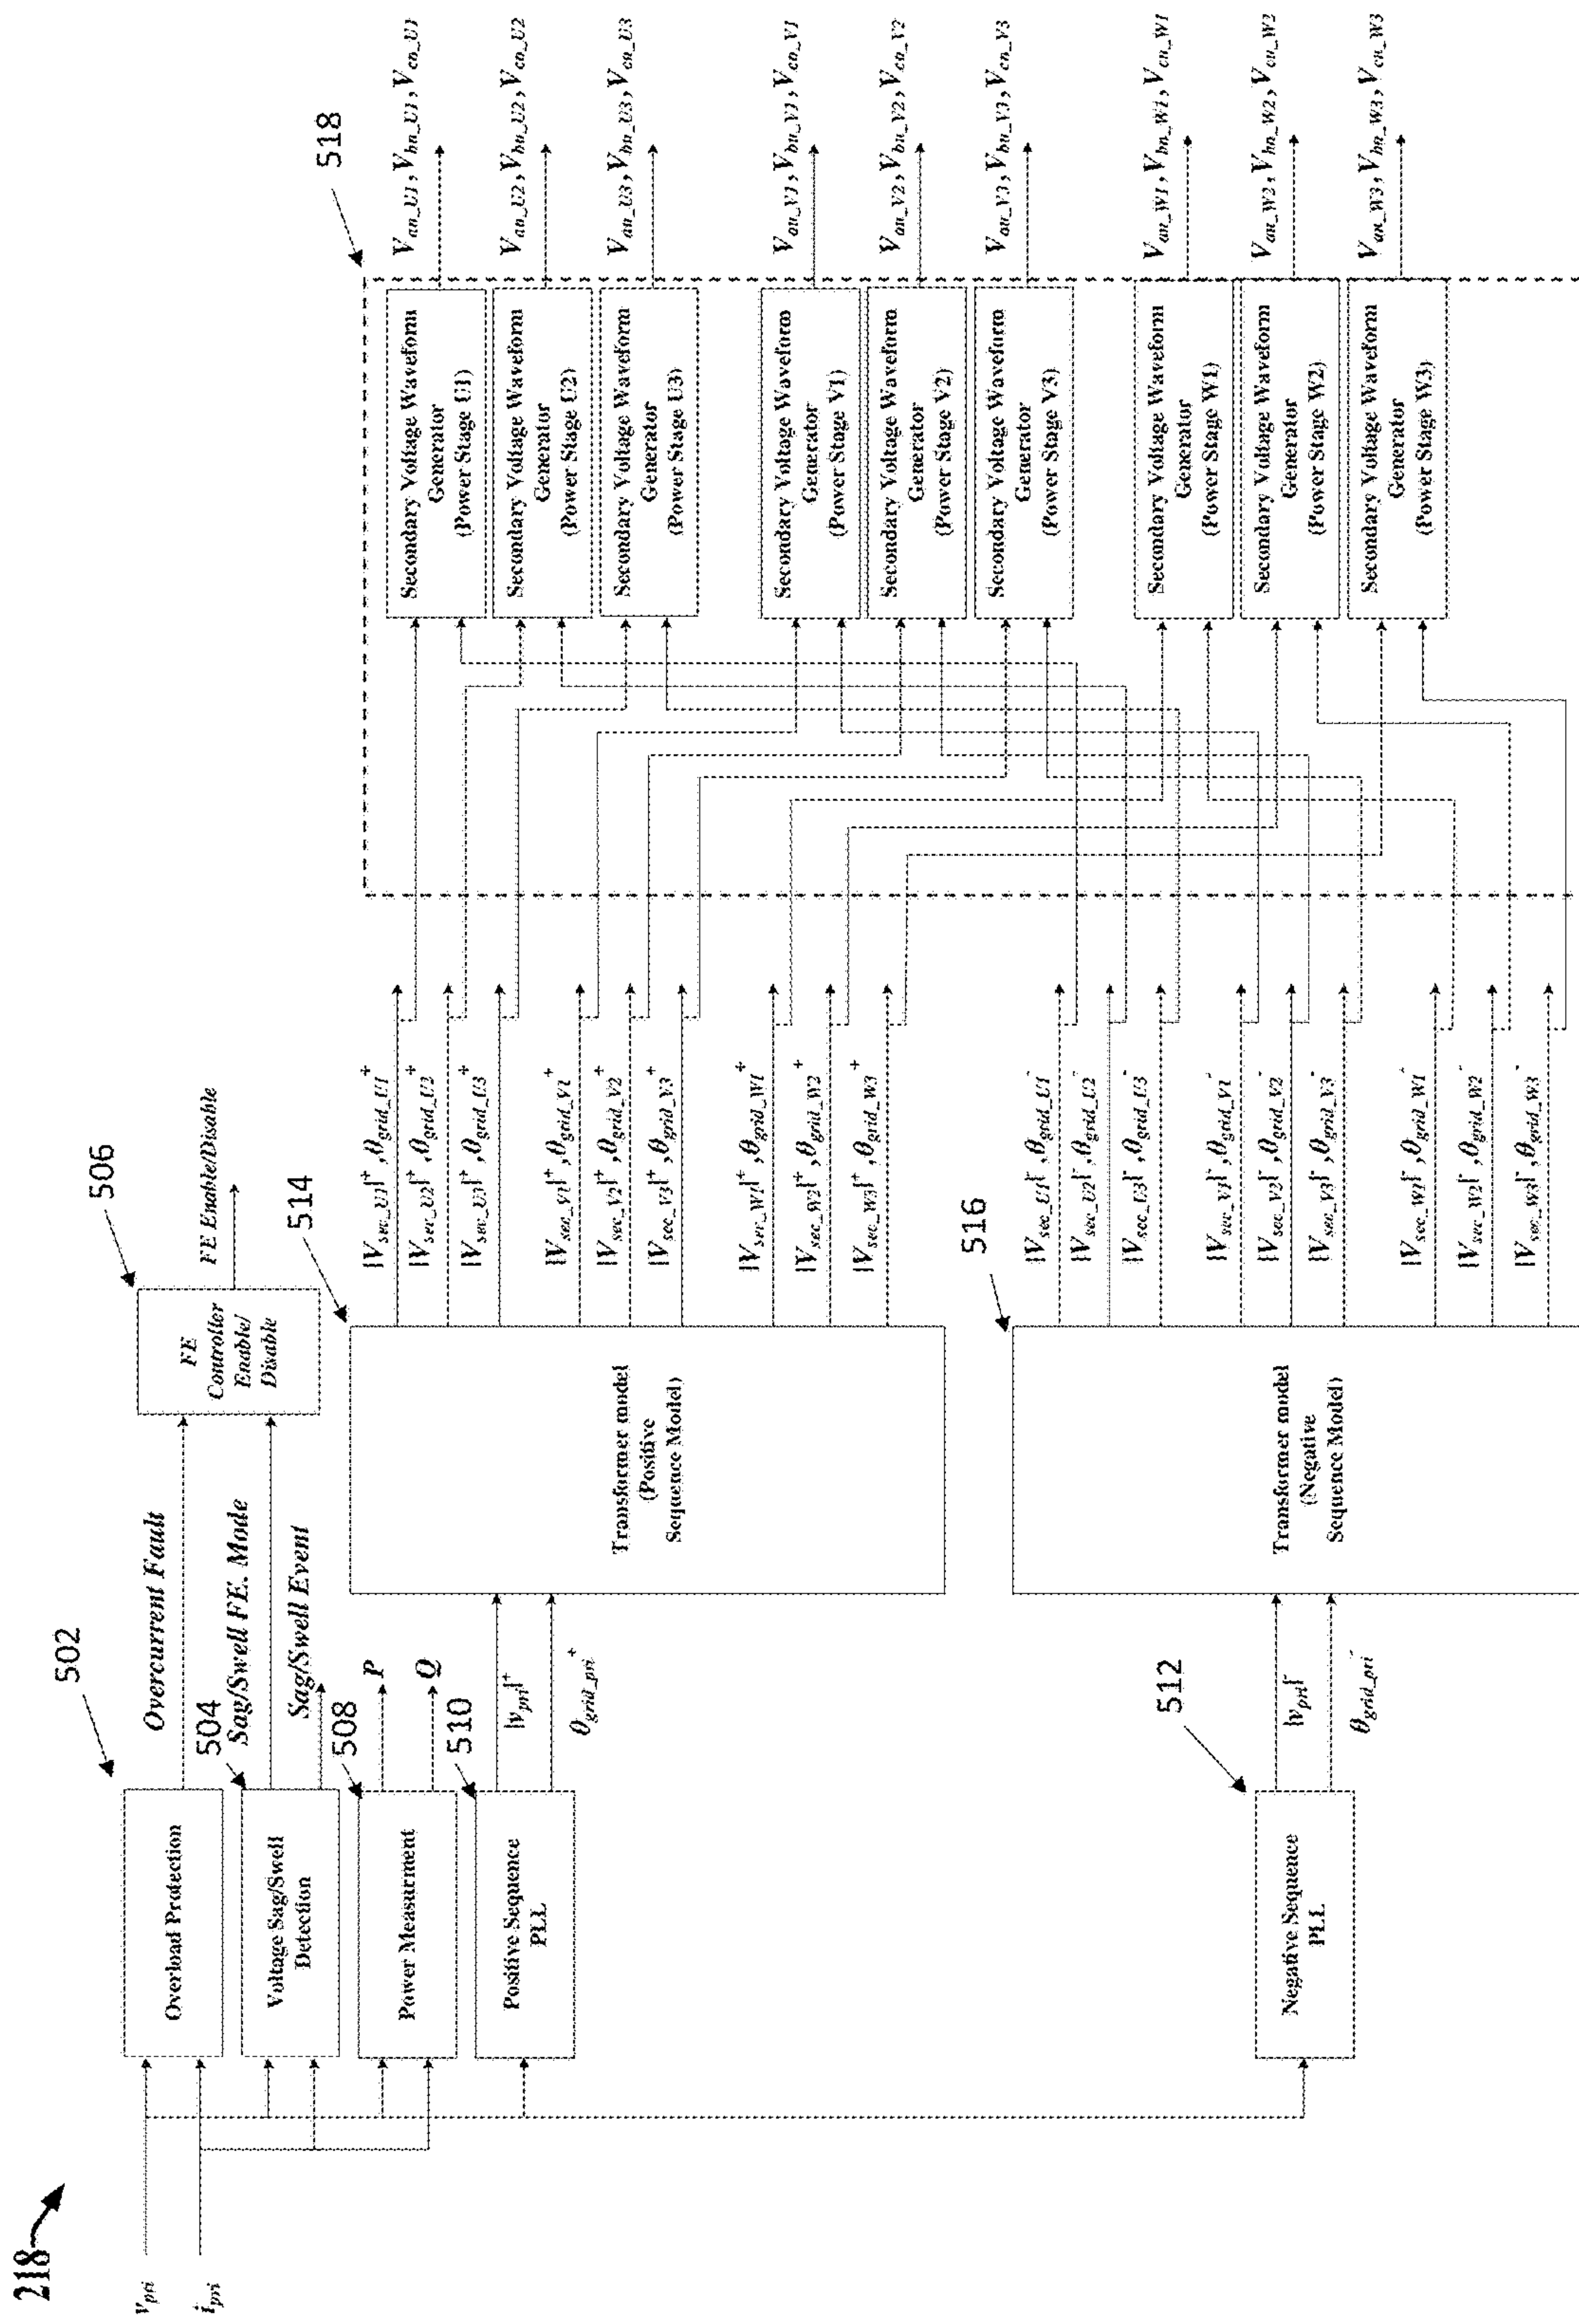 218
v_pri
i_pri
502
Overload Protection
Overcurrent Fault
504
Voltage Sag/Swell
Detection
Sag/Swell FE. Mode
Sag/Swell Event
506
FE
Controller
Enable/
Disable
FE Enable/Disable
508
Power Measurment
P
Q
510
Positive Sequence
PLL
|v_pri|^+
θ_grid_pri^+
512
Negative Sequence
PLL
|v_pri|^-
θ_grid_pri^-
514
Transformer model
(Positive
Sequence Model)
|V_sec_U1|^+,θ_grid_U1^+
|V_sec_U2|^+,θ_grid_U2^+
|V_sec_U3|^+,θ_grid_U3^+
|V_sec_V1|^+,θ_grid_V1^+
|V_sec_V2|^+,θ_grid_V2^+
|V_sec_V3|^+,θ_grid_V3^+
|V_sec_W1|^+,θ_grid_W1^+
|V_sec_W2|^+,θ_grid_W2^+
|V_sec_W3|^+,θ_grid_W3^+
516
Transformer model
(Negative
Sequence Model)
|V_sec_U1|^-,θ_grid_U1^-
|V_sec_U2|^-,θ_grid_U2^-
|V_sec_U3|^-,θ_grid_U3^-
|V_sec_V1|^-,θ_grid_V1^-
|V_sec_V2|^-,θ_grid_V2^-
|V_sec_V3|^-,θ_grid_V3^-
|V_sec_W1|^-,θ_grid_W1^-
|V_sec_W2|^-,θ_grid_W2^-
|V_sec_W3|^-,θ_grid_W3^-
518
Secondary Voltage Waveform
Generator
(Power Stage U1)
V_an_U1,V_bn_U1,V_cn_U1
Secondary Voltage Waveform
Generator
(Power Stage U2)
V_an_U2,V_bn_U2,V_cn_U2
Secondary Voltage Waveform
Generator
(Power Stage U3)
V_an_U3,V_bn_U3,V_cn_U3
Secondary Voltage Waveform
Generator
(Power Stage V1)
V_an_V1,V_bn_V1,V_cn_V1
Secondary Voltage Waveform
Generator
(Power Stage V2)
V_an_V2,V_bn_V2,V_cn_V2
Secondary Voltage Waveform
Generator
(Power Stage V3)
V_an_V3,V_bn_V3,V_cn_V3
Secondary Voltage Waveform
Generator
(Power Stage W1)
V_an_W1,V_bn_W1,V_cn_W1
Secondary Voltage Waveform
Generator
(Power Stage W2)
V_an_W2,V_bn_W2,V_cn_W2
Secondary Voltage Waveform
Generator
(Power Stage W3)
V_an_W3,V_bn_W3,V_cn_W3